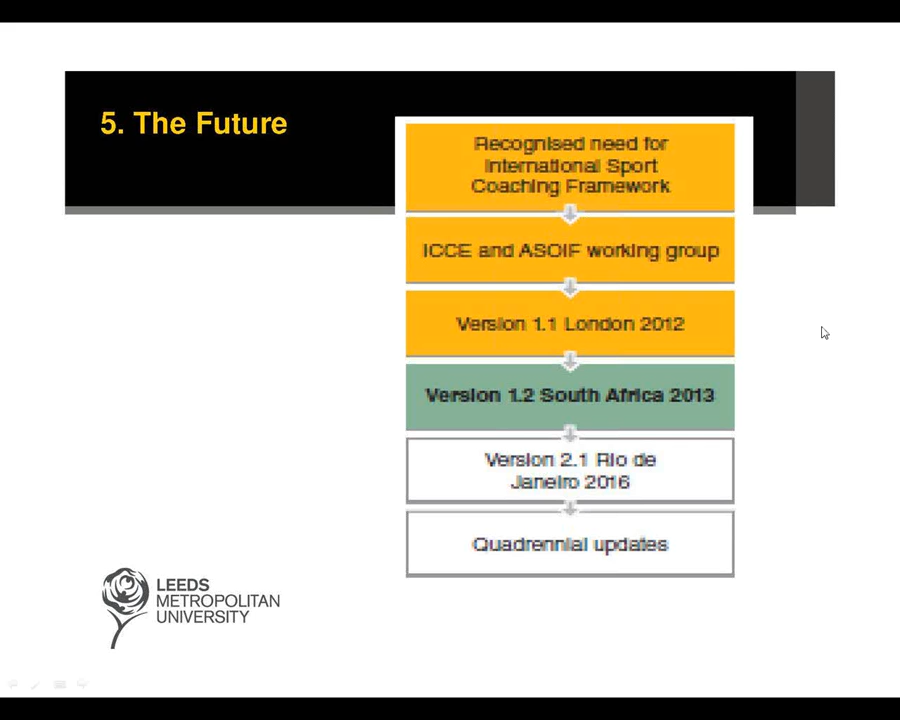 5. The Future
Recognised need for
International Sport
Coaching Framework
ICCE and ASOIF working group
Version 1.1 London 2012
Version 1.2 South Africa 2013
Version 2.1 Rio de
Janeiro 2016
Quadrennial updates
LEEDS
METROPOLITAN
UNIVERSITY